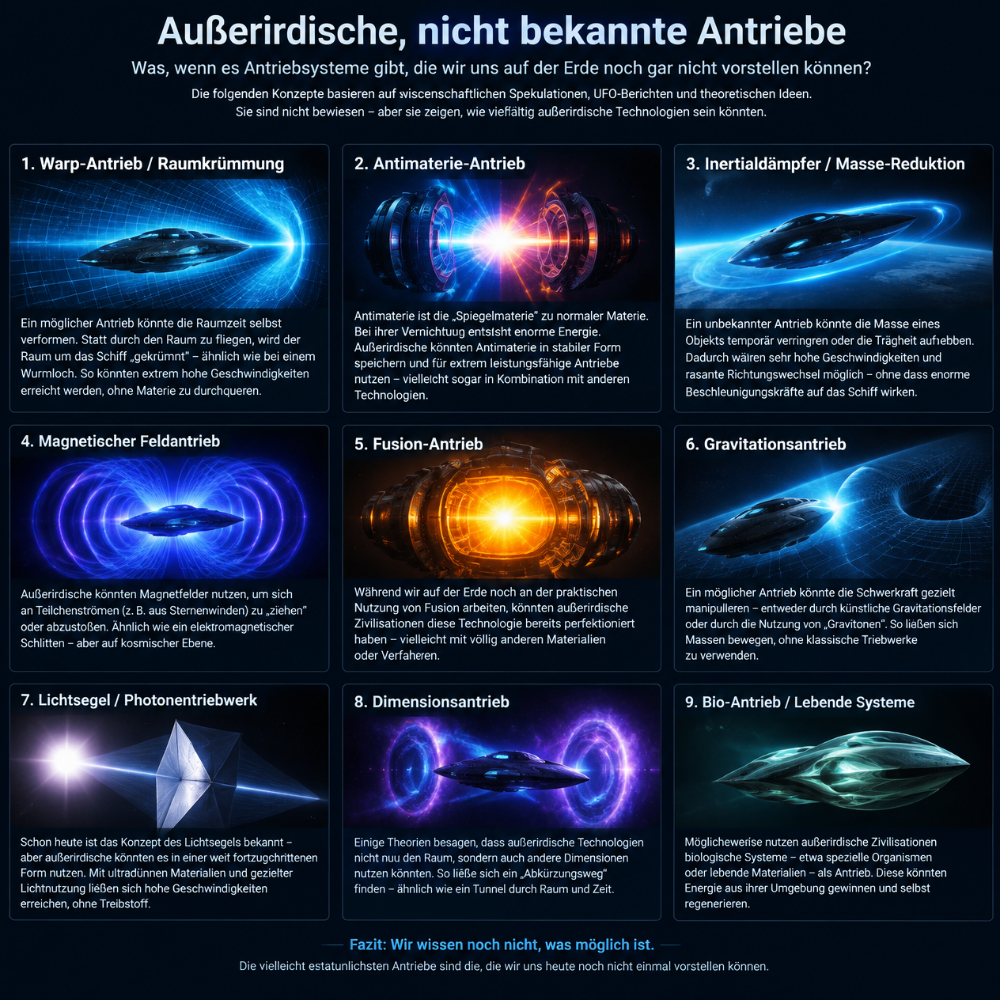 Außerirdische, nicht bekannte Antriebe
Was, wenn es Antriebsysteme gibt, die wir uns auf der Erde noch gar nicht vorstellen können?
Die folgenden Konzepte basieren auf wissenschaftlichen Spekulationen, UFO-Berichten und theoretischen Ideen.
Sie sind nicht bewiesen – aber sie zeigen, wie vielfältig außerirdische Technologien sein könnten.
1. Warp-Antrieb / Raumkrümmung
Ein möglicher Antrieb könnte die Raumzeit selbst
verformen. Statt durch den Raum zu fliegen, wird der
Raum um das Schiff „gekrümnt“ – ähnlich wie bei einem
Wurmloch. So könnten extrem hohe Geschwindigkeiten
erreicht werden, ohne Materie zu durchqueren.
2. Antimaterie-Antrieb
Antimaterie ist die „Spiegelmaterie“ zu normaler Materie.
Bei ihrer Vernichtuug entsteht enorme Energie.
Außerirdische könnten Antimaterie in stabiler Form
speichern und für extrem leistungsfähige Antriebe
nutzen – vielleicht sogar in Kombination mit anderen
Technologien.
3. Inertialdämpfer / Masse-Reduktion
Ein unbekannter Antrieb könnte die Masse eines
Objekts temporär verringern oder die Trägheit aufıebben.
Dadurch wären sehr hohe Geschwindigkeiten und
rasante Richtungswechsel möglich – ohne dass enorme
Beschleunigungskräfte auf das Schiff wirken.
4. Magnetischer Feldantrieb
Außerirdische könnten Magnetfelder nutzen, um sich
an Teilchenströmen (z. B. aus Sternenwinden) zu „ziehen“
oder abzustoßen. Ähnlich wie ein elektromagnetischer
Schlitten – aber auf kosmischer Ebene.
5. Fusion-Antrieb
Während wir auf der Erde noch an der praktischen
Nutzung von Fusion arbeiten, könnten außerirdische
Zivilisationen diese Technologie bereits perfektioniert
haben – vielleicht mit völlig anderen Materialien
oder Verfaheren.
6. Gravitationsantrieb
Ein möglicher Antrieb könnte die Schwerkraft gezielt
manipulleren – entweder durch künstliche Gravitationsfelder
oder durch die Nutzung von „Gravitonen“. So ließen sich
Massen bewegen, ohne klassische Triebwerke
zu verwenden.
7. Lichtsegel / Photonentriebwerk
Schon heute ist das Konzept des Lichtsegels bekannt –
aber außerirdische könnten es in einer weit fortzugchrittenen
Form nutzen. Mit ultradünnen Materialien und gezielter
Lichtnutzung ließen sich hohe Geschwindigkeiten
erreichen, ohne Treibstoff.
8. Dimensionsantrieb
Einige Theorien besagen, dass außerirdische Technologien
nicht nuu den Raum, sondern auch andere Dimensionen
nutzen könnten. So ließe sich ein „Abkürzungsweg“
finden – ähnlich wie ein Tunnel durch Raum und Zeit.
9. Bio-Antrieb / Lebende Systeme
Möglicheweise nutzen außerirdische Zivilisationen
biologische Systeme – etwa spezielle Organismen
oder lebende Materialien – als Antrieb. Diese könnten
Energie aus ihrer Umgebung gewinnen und selbst
regenerieren.
Fazit: Wir wissen noch nicht, was möglich ist.
Die vielleicht estatunlichsten Antriebe sind die, die wir uns heute noch nicht einmal vorstellen können.